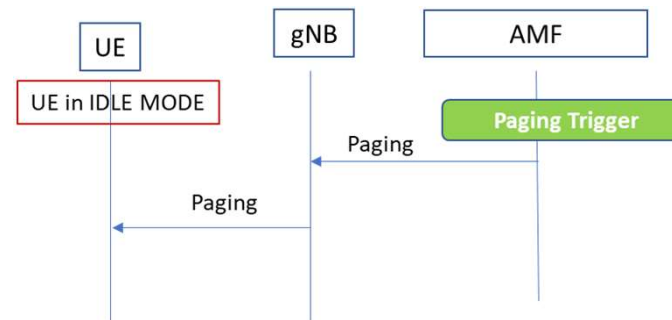 UE
gNB
AMF
UE in IDLE MODE
Paging Trigger
Paging
Paging